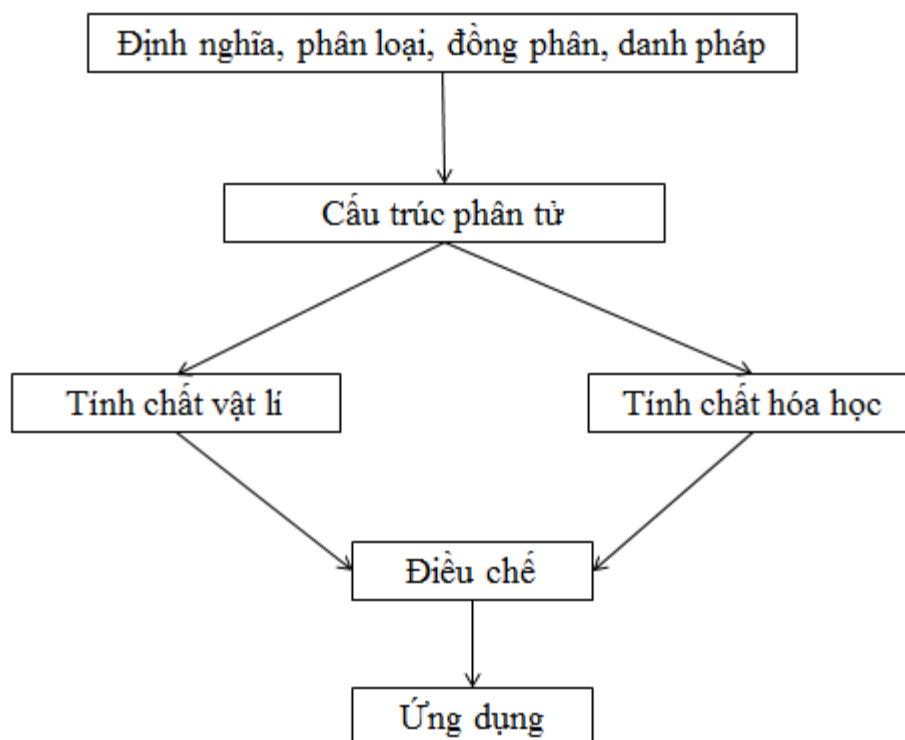 Định nghĩa, phân loại, đồng phân, danh pháp
Cấu trúc phân tử
Tính chất vật lí
Tính chất hóa học
Điều chế
Ứng dụng